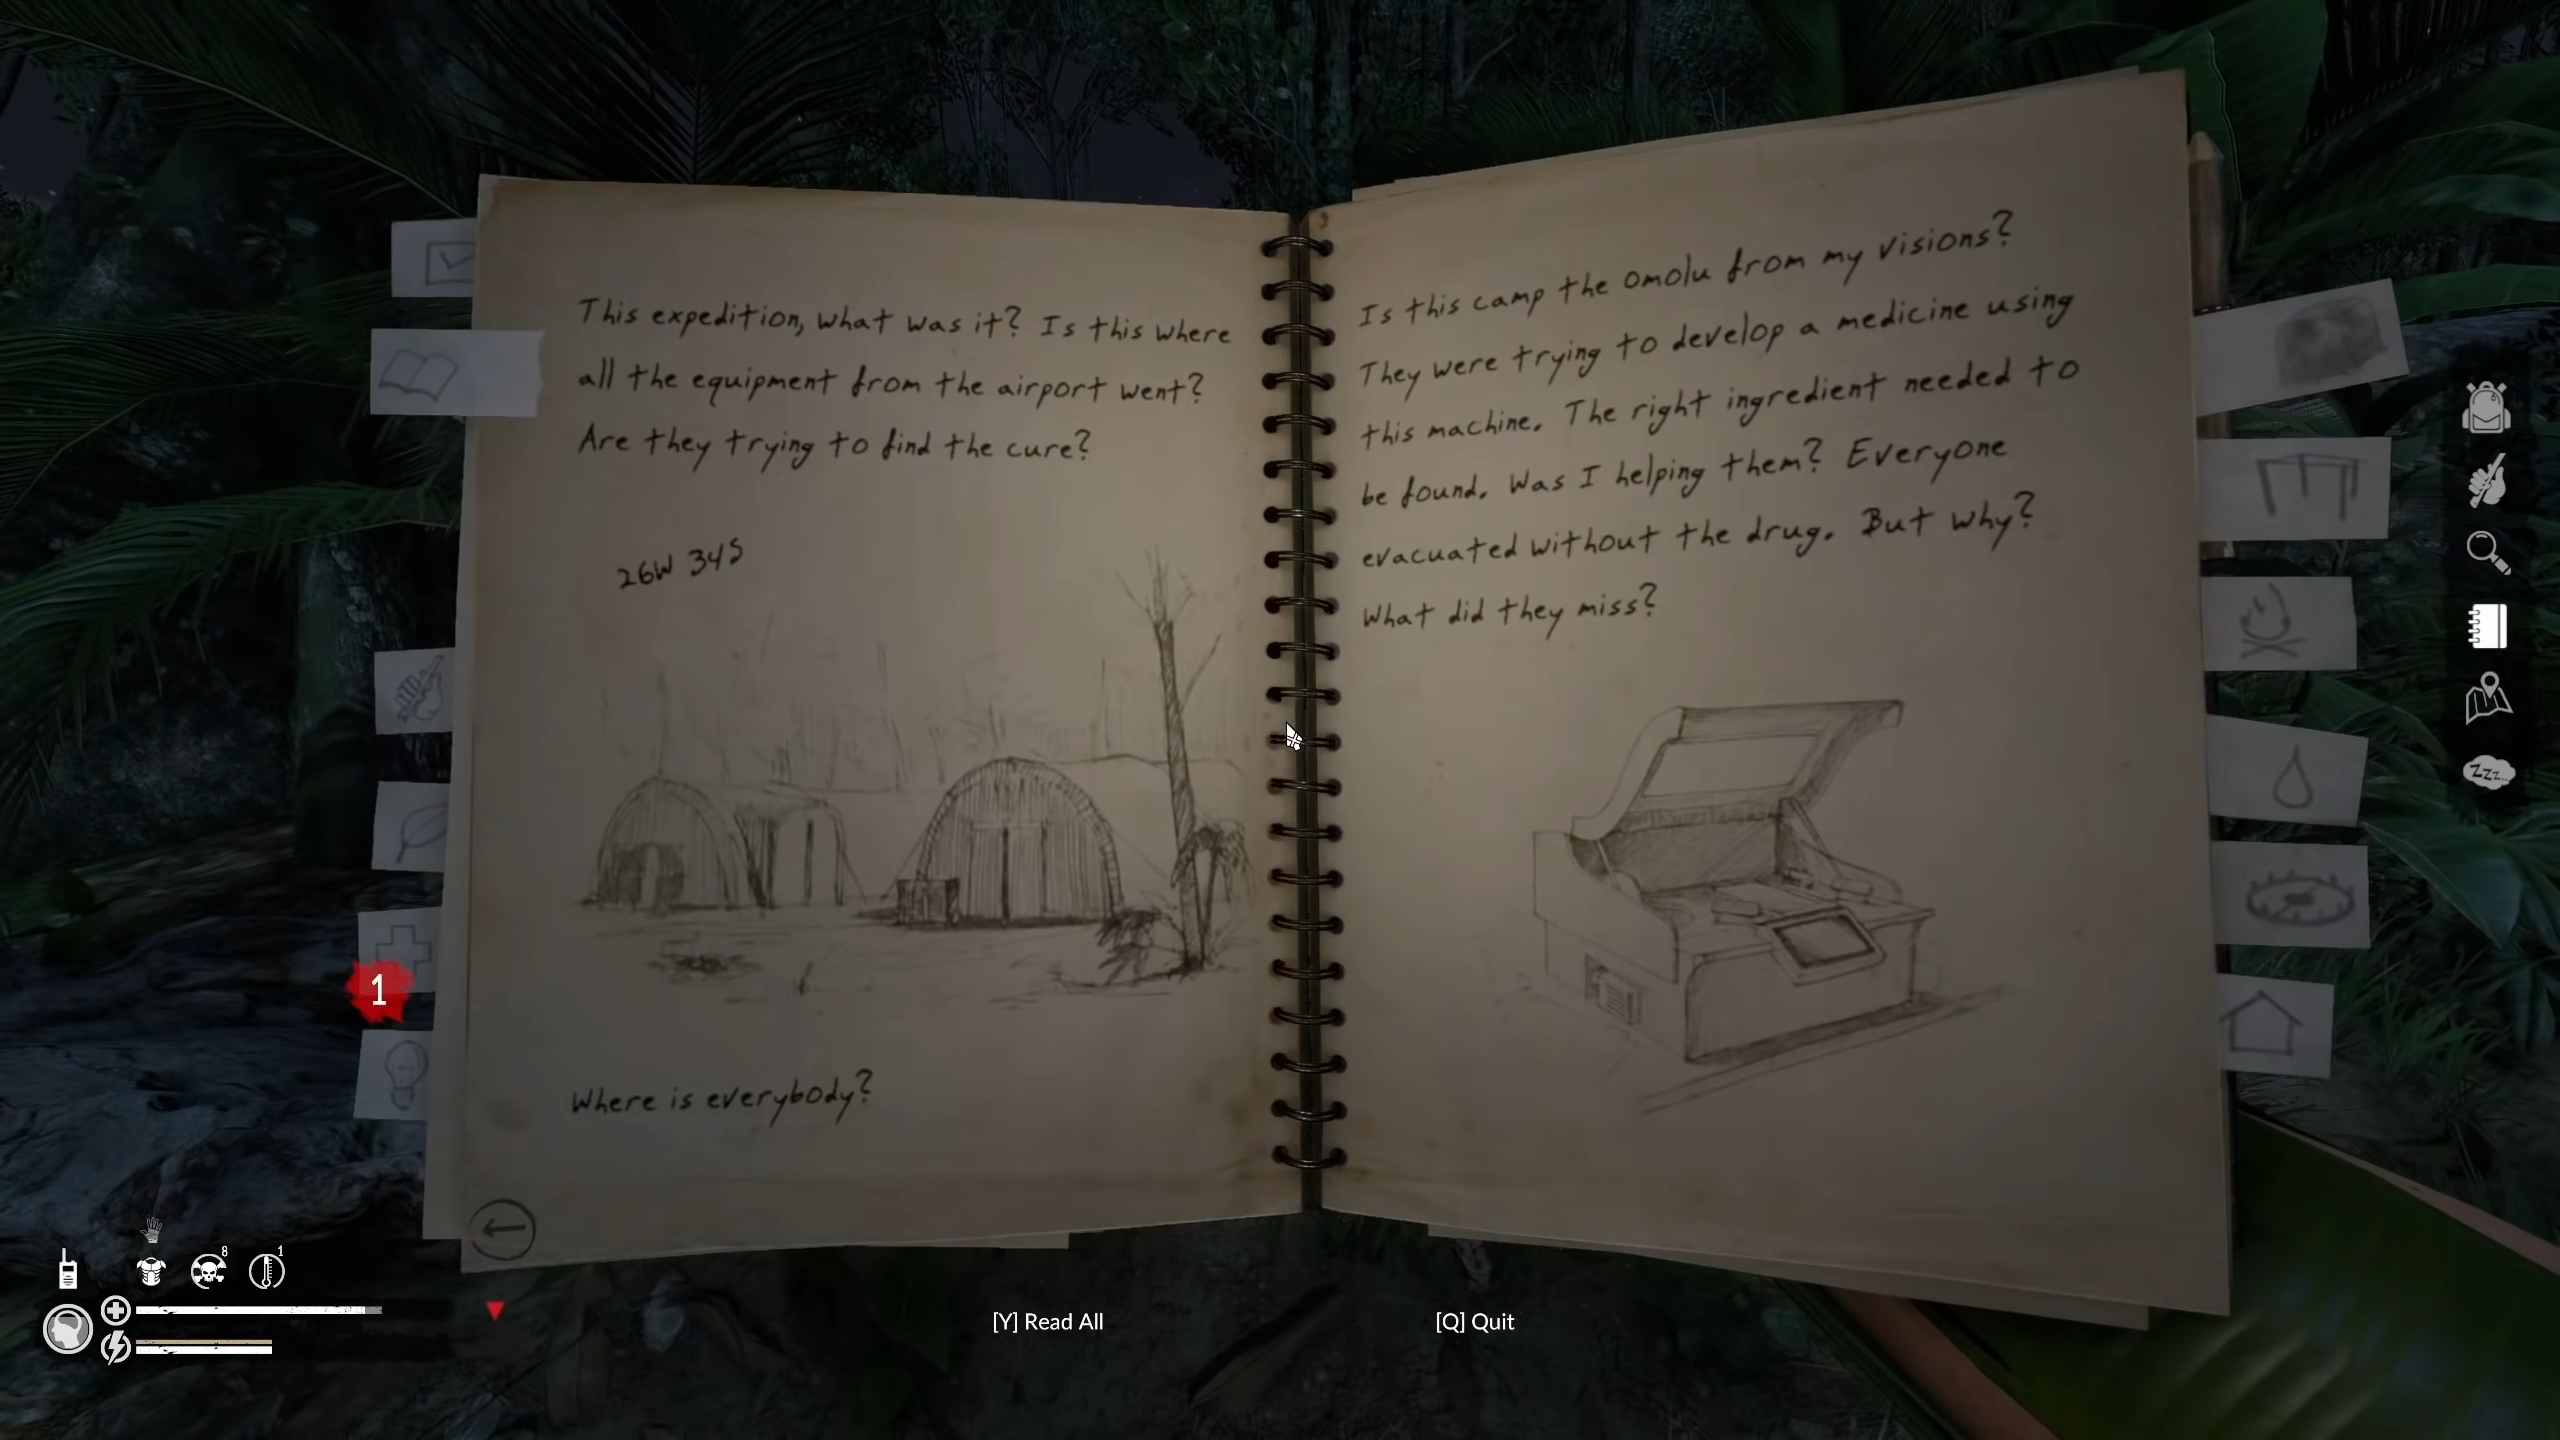 This expedition, what was it? Is this where
all the equipment from the airport went?
Are they trying to find the cure?
26W 34S
Where is everybody?
Is this camp the omolu from my visions?
They were trying to develop a medicine using
this machine. The right ingredient needed to
be found. Was I helping them? Everyone
evacuated without the drug. But why?
What did they miss?
Zzz...
1
8
1
[Y] Read All
[Q] Quit